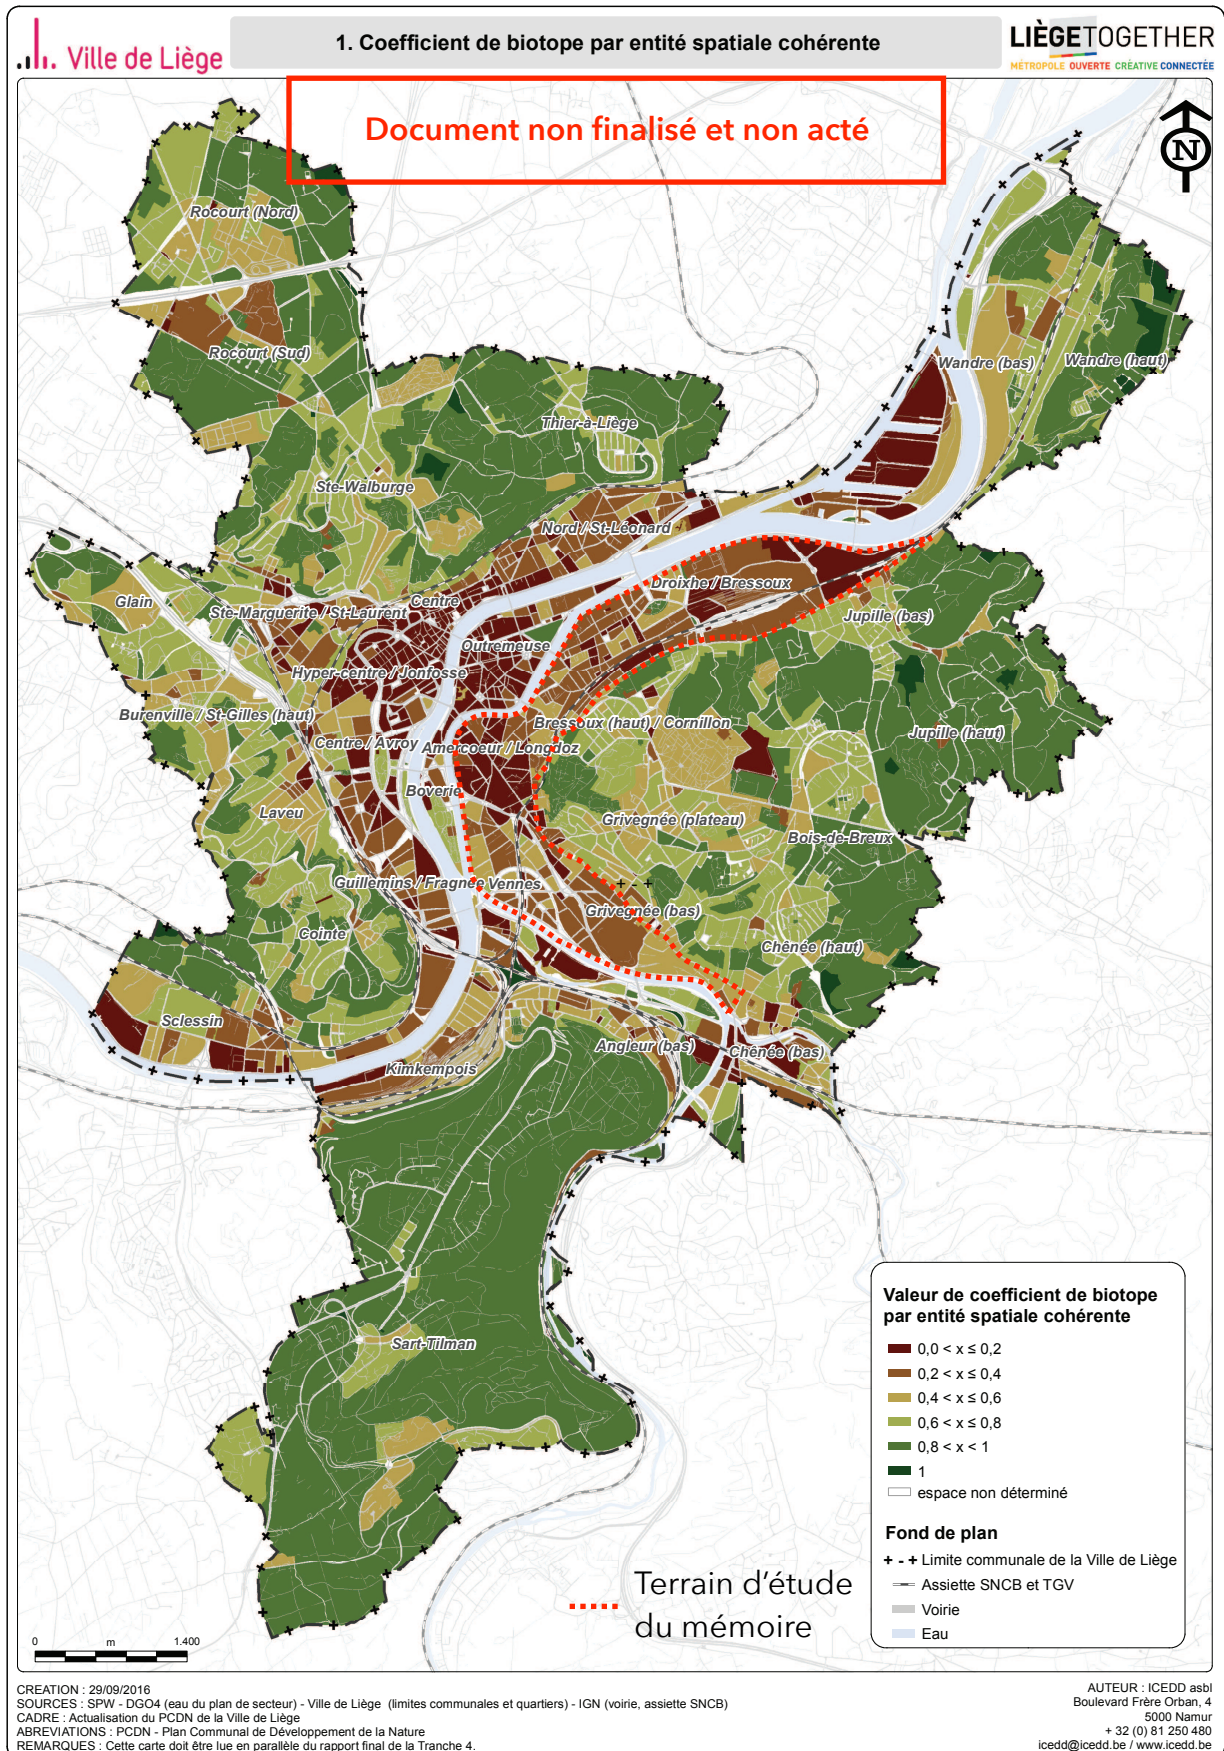 Ville de Liège
1. Coefficient de biotope par entité spatiale cohérente
LIÈGETOGETHER
MÉTROPOLE OUVERTE CRÉATIVE CONNECTÉE
Document non finalisé et non acté
N
Rocourt (Nord)
Rocourt (Sud)
Wandre (bas)
Wandre (haut)
Thier-à-Liège
Ste-Walburge
Nord / St-Léonard
Droixhe / Bressoux
Glain
Centre
Ste-Marguerite / St-Laurent
Jupille (bas)
Outremeuse
Hyper-centre / Jonfosse
Burenville / St-Gilles (haut)
Bressoux (haut) / Cornillon
Jupille (haut)
Centre / Avroy
Amercoeur / Longdoz
Boverie
Laveu
Grivegnée (plateau)
Bois-de-Breux
Guillemins / Fragnée
Vennes
+ - +
Grivegnée (bas)
Cointe
Chênée (haut)
Sclessin
Angleur (bas)
Chênée (bas)
Kimkempois
Sart-Tilman
Valeur de coefficient de biotope
par entité spatiale cohérente
0,0 < x ≤ 0,2
0,2 < x ≤ 0,4
0,4 < x ≤ 0,6
0,6 < x ≤ 0,8
0,8 < x < 1
1
espace non déterminé
Fond de plan
+ - + Limite communale de la Ville de Liège
Assiette SNCB et TGV
Voirie
Eau
Terrain d'étude
du mémoire
0 m 1.400
CREATION : 29/09/2016
SOURCES : SPW - DGO4 (eau du plan de secteur) - Ville de Liège (limites communales et quartiers) - IGN (voirie, assiette SNCB)
CADRE : Actualisation du PCDN de la Ville de Liège
ABREVIATIONS : PCDN - Plan Communal de Développement de la Nature
REMARQUES : Cette carte doit être lue en parallèle du rapport final de la Tranche 4.
AUTEUR : ICEDD asbl
Boulevard Frère Orban, 4
5000 Namur
+ 32 (0) 81 250 480
icedd@icedd.be / www.icedd.be